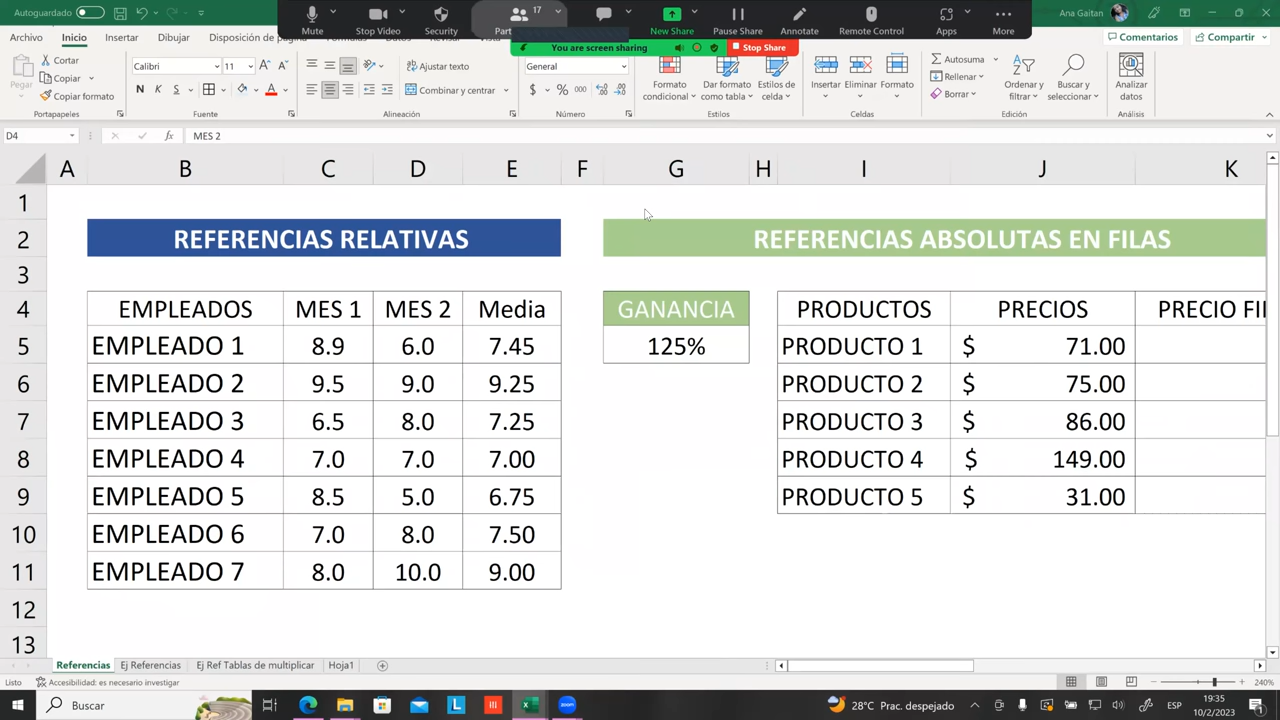 Autoguardado
17
Ana Gaitan
Mute
Stop Video
Security
Part
New Share
Pause Share
Annotate
Remote Control
Apps
More
You are screen sharing
Stop Share
Archivo
Inicio
Insertar
Dibujar
Disposición de página
Comentarios
Compartir
Pegar
Cortar
Copiar
Copiar formato
Portapapeles
Calibri
11
N K S
Fuente
Ajustar texto
Combinar y centrar
Alineación
General
$ % 000
Número
Formato condicional
Dar formato como tabla
Estilos de celda
Estilos
Insertar
Eliminar
Formato
Celdas
Autosuma
Rellenar
Borrar
Ordenar y filtrar
Buscar y seleccionar
Edición
Analizar datos
Análisis
D4
fx
MES 2
A B C D E F G H I J K
1
2 REFERENCIAS RELATIVAS REFERENCIAS ABSOLUTAS EN FILAS
3
4 EMPLEADOS MES 1 MES 2 Media GANANCIA PRODUCTOS PRECIOS PRECIO FI
5 EMPLEADO 1 8.9 6.0 7.45 125% PRODUCTO 1 $ 71.00
6 EMPLEADO 2 9.5 9.0 9.25 PRODUCTO 2 $ 75.00
7 EMPLEADO 3 6.5 8.0 7.25 PRODUCTO 3 $ 86.00
8 EMPLEADO 4 7.0 7.0 7.00 PRODUCTO 4 $ 149.00
9 EMPLEADO 5 8.5 5.0 6.75 PRODUCTO 5 $ 31.00
10 EMPLEADO 6 7.0 8.0 7.50
11 EMPLEADO 7 8.0 10.0 9.00
12
13
Referencias
Ej Referencias
Ej Ref Tablas de multiplicar
Hoja1
Listo
Accesibilidad: es necesario investigar
240%
Buscar
28°C Prac. despejado
ESP
19:35
10/2/2023